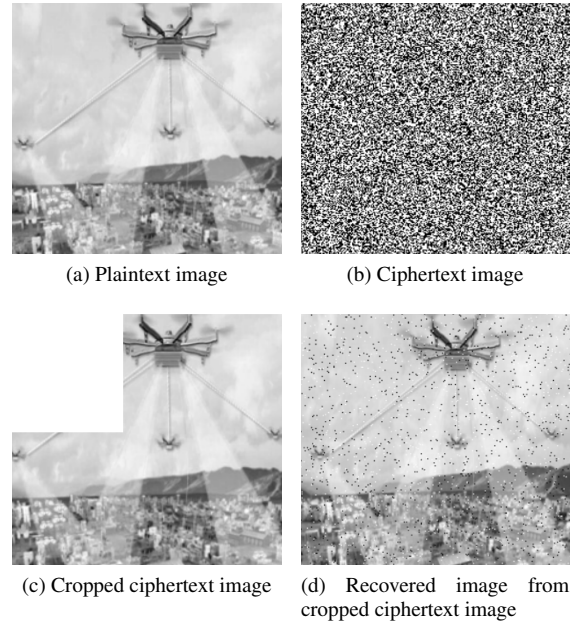 (a) Plaintext image
(b) Ciphertext image
(c) Cropped ciphertext image
(d) Recovered image from
cropped ciphertext image